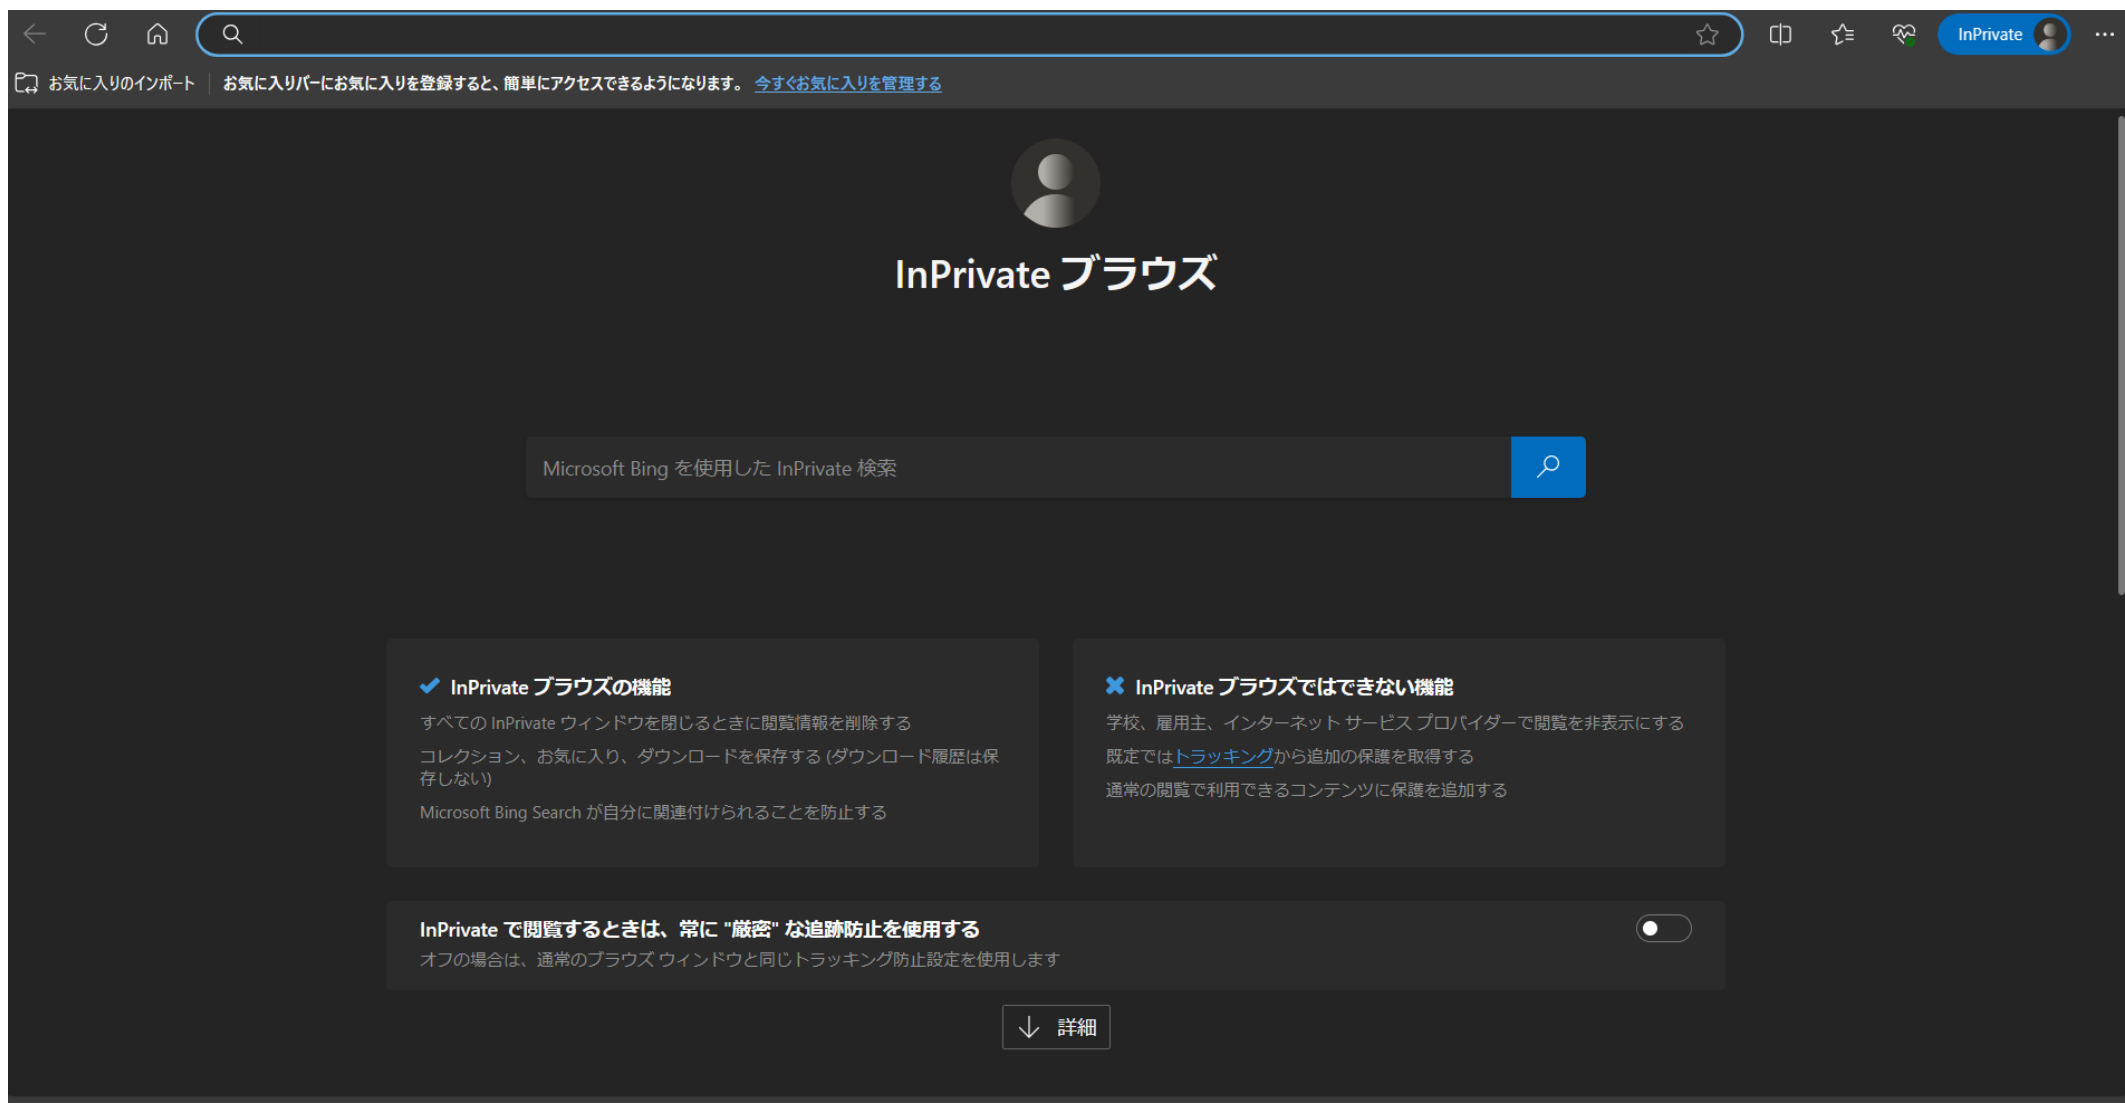 InPrivate
お気に入りのインポート
お気に入りバーにお気に入りを登録すると、簡単にアクセスできるようになります。 今すぐお気に入りを管理する
InPrivate ブラウズ
Microsoft Bing を使用した InPrivate 検索
InPrivate ブラウズの機能
すべての InPrivate ウィンドウを閉じるときに閲覧情報を削除する
コレクション、お気に入り、ダウンロードを保存する (ダウンロード履歴は保
存しない)
Microsoft Bing Search が自分に関連付けられることを防止する
InPrivate ブラウズではできない機能
学校、雇用主、インターネット サービス プロバイダーで閲覧を非表示にする
既定ではトラッキングから追加の保護を取得する
通常の閲覧で利用できるコンテンツに保護を追加する
InPrivate で閲覧するときは、常に "厳密" な追跡防止を使用する
オフの場合は、通常のブラウズ ウィンドウと同じトラッキング防止設定を使用します
詳細